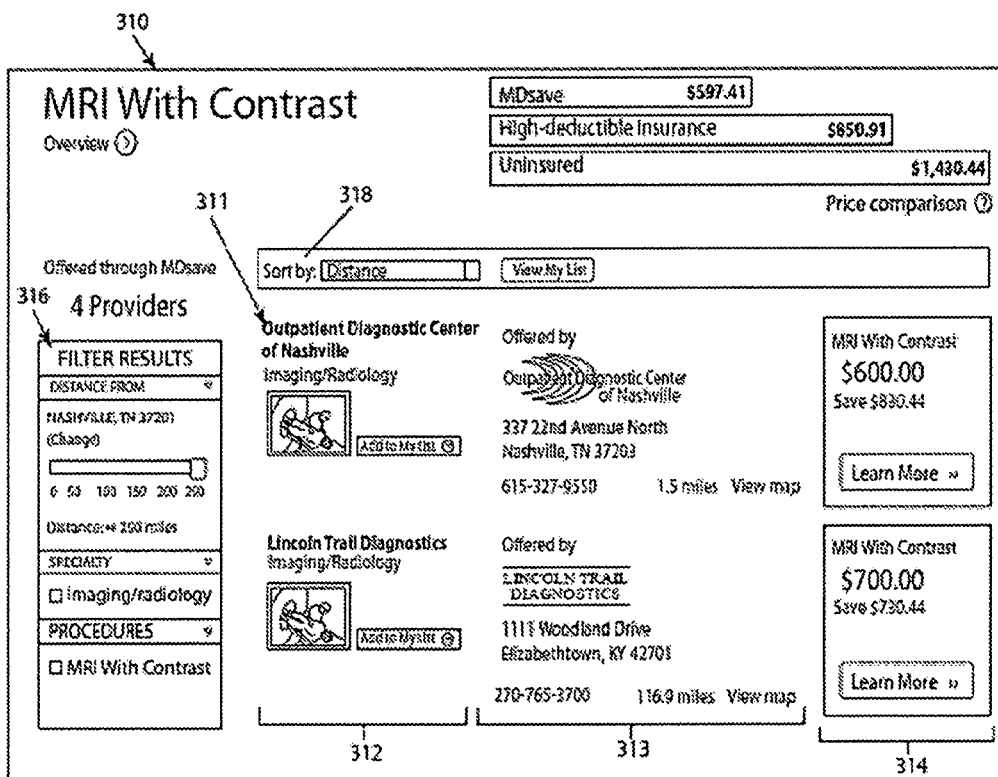 310
MRI With Contrast
Overview
MDsave $597.41
High-deductible Insurance $850.91
Uninsured $1,430.44
Price comparison ?
311
318
Offered through MDsave
4 Providers
Sort by: Distance View My List
316
FILTER RESULTS
DISTANCE FROM
NASHVILLE, TN 37201
(Change)
0 50 100 150 200 250
Distance: 250 miles
SPECIALTY
Imaging/radiology
PROCEDURES
MRI With Contrast
Outpatient Diagnostic Center
of Nashville
Imaging/Radiology
Add to My List
Offered by
Outpatient Diagnostic Center
of Nashville
337 22nd Avenue North
Nashville, TN 37203
615-327-9550 1.5 miles View map
MRI With Contrast
$600.00
Save $830.44
Learn More »
Lincoln Trail Diagnostics
Imaging/Radiology
Add to My List
Offered by
LINCOLN TRAIL
DIAGNOSTICS
1111 Woodland Drive
Elizabethtown, KY 42701
270-765-3700 116.9 miles View map
MRI With Contrast
$700.00
Save $730.44
Learn More »
312
313
314